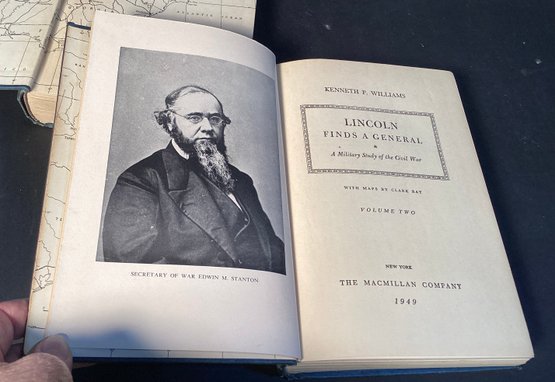 SECRETARY OF WAR EDWIN M. STANTON
KENNETH P. WILLIAMS
LINCOLN
FINDS A GENERAL
A Military Study of the Civil War
WITH MAPS BY CLARK RAY
VOLUME TWO
NEW YORK
THE MACMILLAN COMPANY
1949